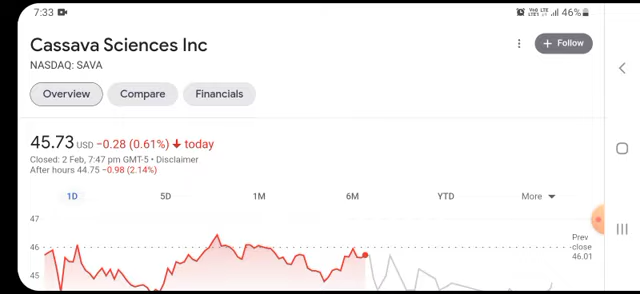 7:33
46%
Cassava Sciences Inc
NASDAQ: SAVA
+ Follow
Overview
Compare
Financials
45.73 USD −0.28 (0.61%) ↓ today
Closed: 2 Feb, 7:47 pm GMT-5 • Disclaimer
After hours 44.75 −0.98 (2.14%)
1D
5D
1M
6M
YTD
More
47
46
45
Prev
close
46.01